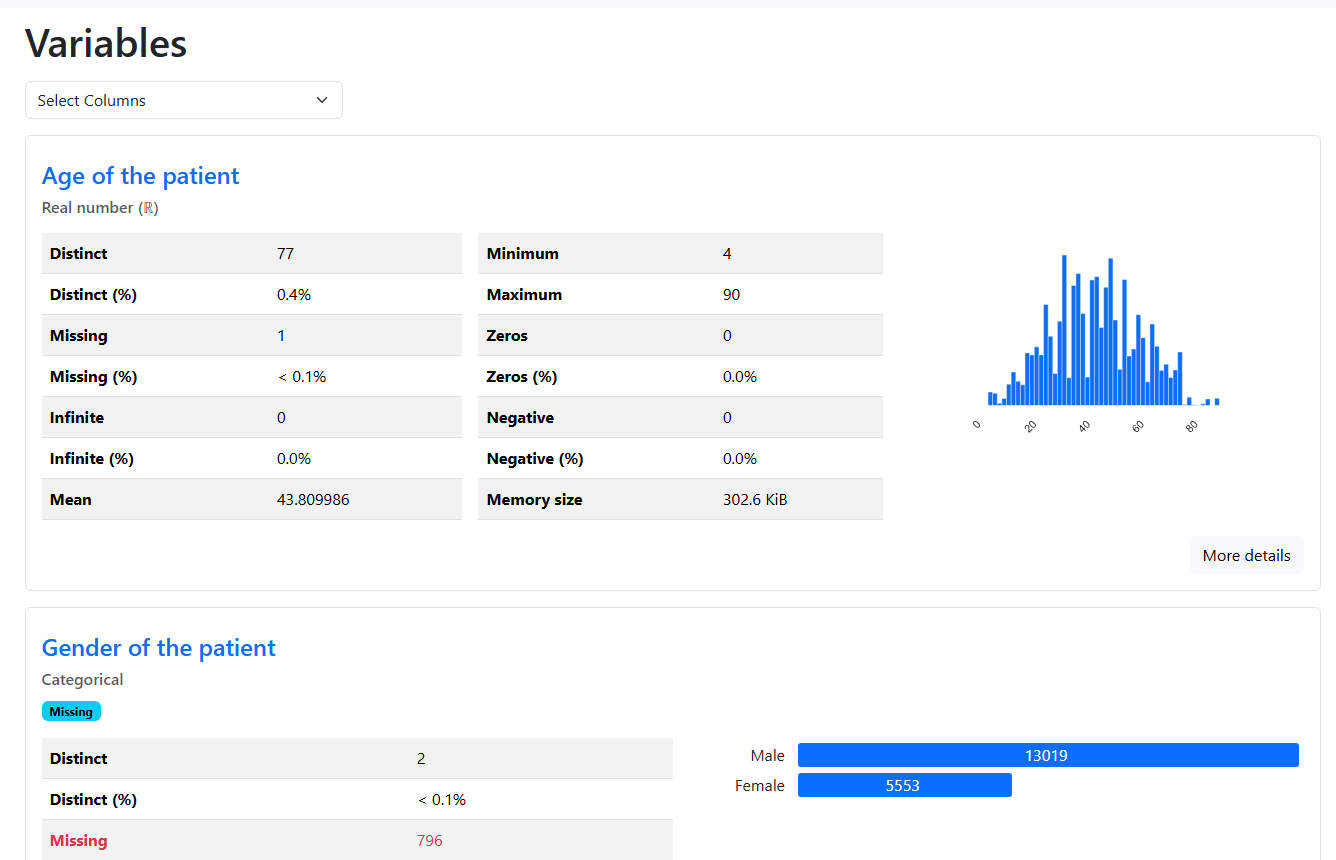 Variables
Select Columns
Age of the patient
Real number (ℝ)
Distinct 77
Distinct (%) 0.4%
Missing 1
Missing (%) < 0.1%
Infinite 0
Infinite (%) 0.0%
Mean 43.809986
Minimum 4
Maximum 90
Zeros 0
Zeros (%) 0.0%
Negative 0
Negative (%) 0.0%
Memory size 302.6 KiB
0 20 40 60 80
More details
Gender of the patient
Categorical
Missing
Distinct 2
Distinct (%) < 0.1%
Missing 796
Male 13019
Female 5553